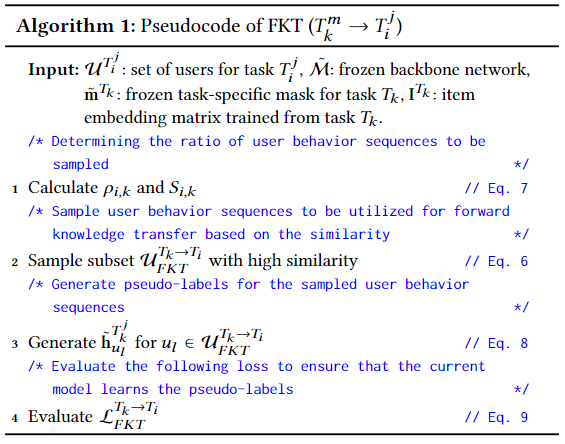 Algorithm 1: Pseudocode of FKT ($T_k^m \rightarrow T_i^j$)
Input: $\mathcal{U}^{T_i^j}$: set of users for task $T_i^j$, $\tilde{\mathcal{M}}$: frozen backbone network,
$\tilde{\mathbf{m}}^{T_k}$: frozen task-specific mask for task $T_k$, $\mathbf{I}^{T_k}$: item
embedding matrix trained from task $T_k$.
/* Determining the ratio of user behavior sequences to be
sampled */
1 Calculate $\rho_{i,k}$ and $S_{i,k}$ // Eq. 7
/* Sample user behavior sequences to be utilized for forward
knowledge transfer based on the similarity */
2 Sample subset $\mathcal{U}_{FKT}^{T_k \rightarrow T_i}$ with high similarity // Eq. 6
/* Generate pseudo-labels for the sampled user behavior
sequences */
3 Generate $\tilde{\mathbf{h}}_{u_l}^{T_k^j}$ for $u_l \in \mathcal{U}_{FKT}^{T_k \rightarrow T_i}$ // Eq. 8
/* Evaluate the following loss to ensure that the current
model learns the pseudo-labels */
4 Evaluate $\mathcal{L}_{FKT}^{T_k \rightarrow T_i}$ // Eq. 9